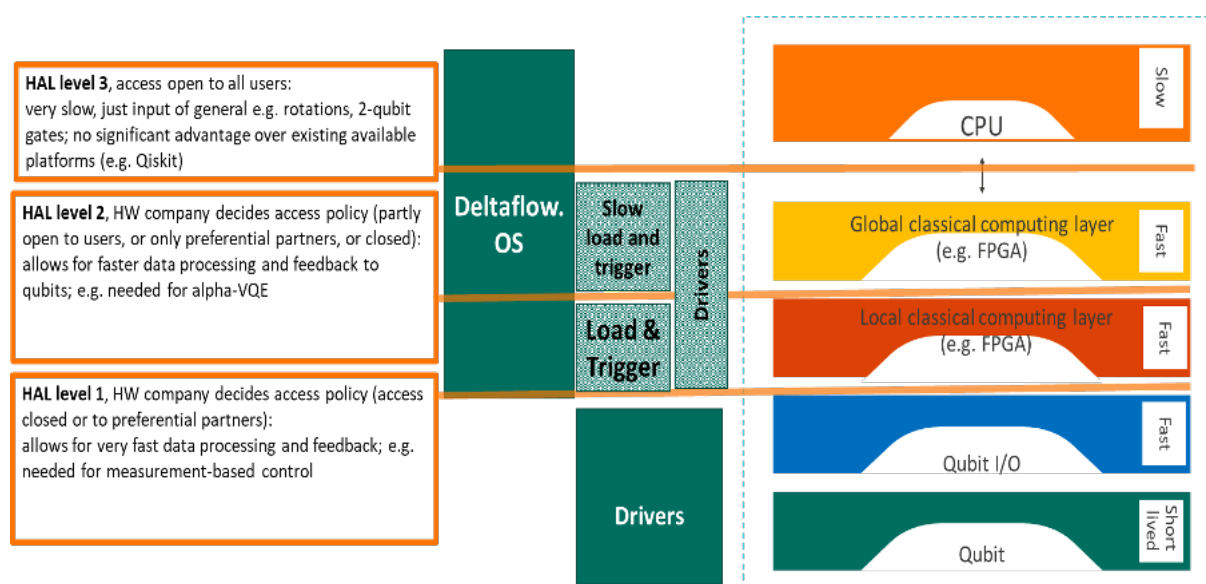 HAL level 3, access open to all users:
very slow, just input of general e.g. rotations, 2-qubit
gates; no significant advantage over existing available
platforms (e.g. Qiskit)
HAL level 2, HW company decides access policy (partly
open to users, or only preferential partners, or closed):
allows for faster data processing and feedback to
qubits; e.g. needed for alpha-VQE
HAL level 1, HW company decides access policy (access
closed or to preferential partners):
allows for very fast data processing and feedback; e.g.
needed for measurement-based control
Deltaflow.
OS
Slow
load and
trigger
Load &
Trigger
Drivers
Drivers
CPU
Slow
Global classical computing layer
(e.g. FPGA)
Fast
Local classical computing layer
(e.g. FPGA)
Fast
Qubit I/O
Fast
Qubit
Short
lived